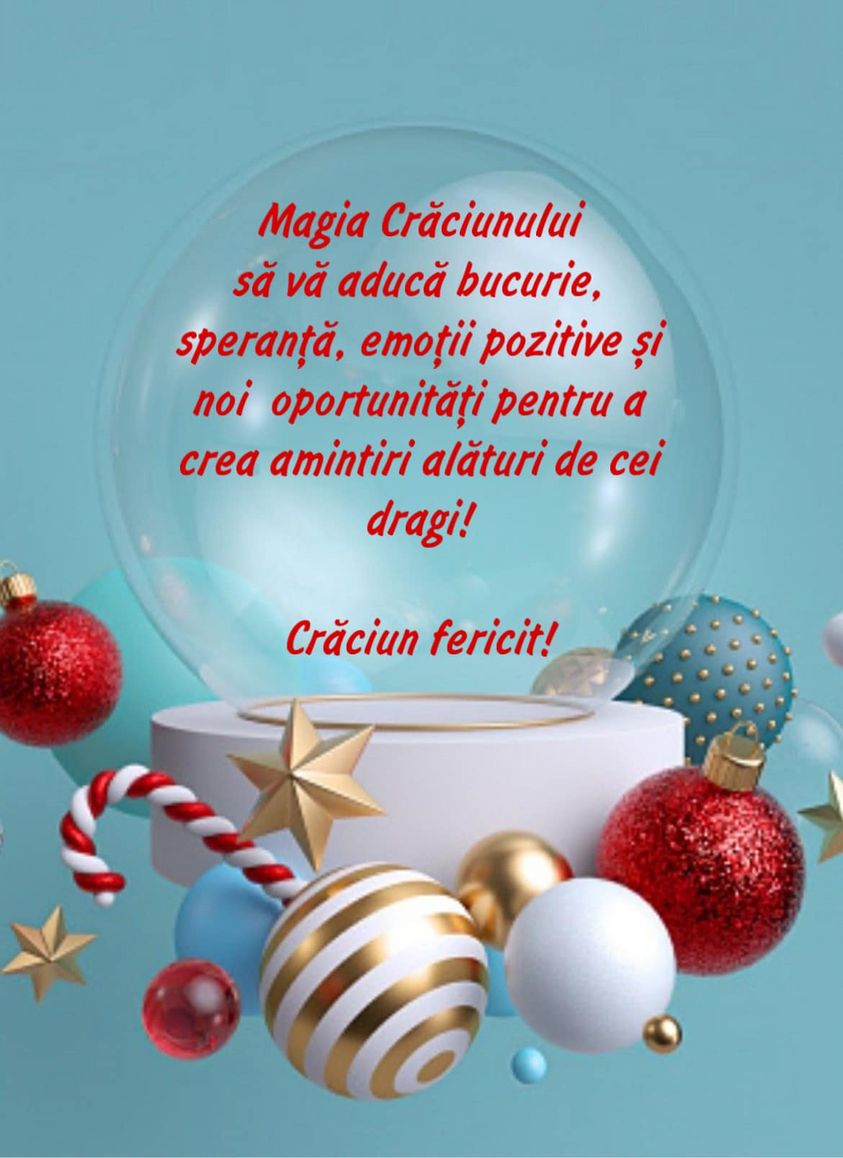 Magia Crăciunului
să vă aducă bucurie,
speranță, emoții pozitive și
noi  oportunități pentru a
crea amintiri alături de cei
dragi!
Crăciun fericit!